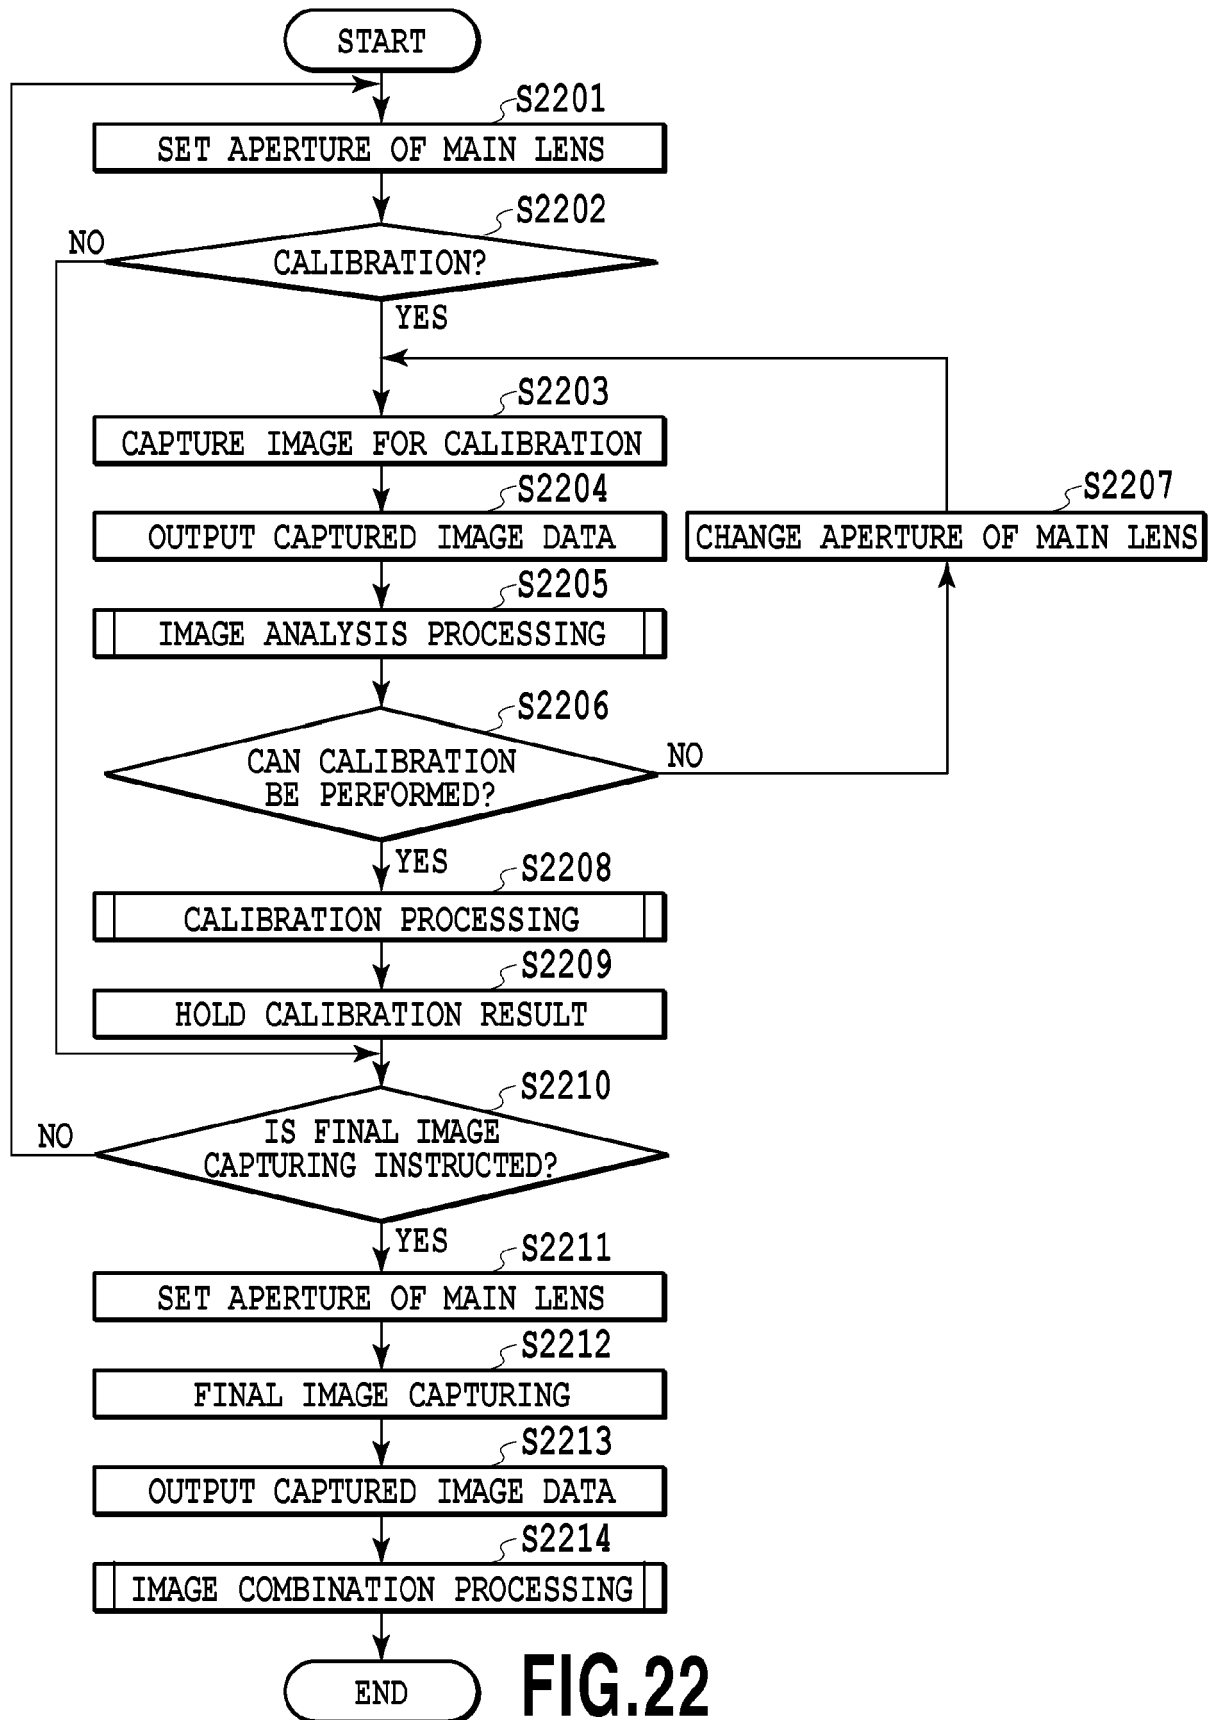 START
S2201
SET APERTURE OF MAIN LENS
S2202
NO
CALIBRATION?
YES
S2203
CAPTURE IMAGE FOR CALIBRATION
S2204
OUTPUT CAPTURED IMAGE DATA
S2207
CHANGE APERTURE OF MAIN LENS
S2205
IMAGE ANALYSIS PROCESSING
S2206
CAN CALIBRATION
BE PERFORMED?
NO
YES
S2208
CALIBRATION PROCESSING
S2209
HOLD CALIBRATION RESULT
S2210
NO
IS FINAL IMAGE
CAPTURING INSTRUCTED?
YES
S2211
SET APERTURE OF MAIN LENS
S2212
FINAL IMAGE CAPTURING
S2213
OUTPUT CAPTURED IMAGE DATA
S2214
IMAGE COMBINATION PROCESSING
END
FIG.22